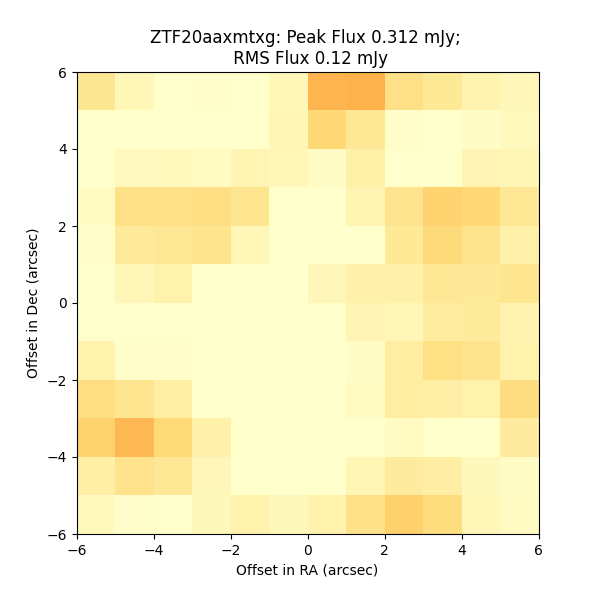 ZTF20aaxmtxg: Peak Flux 0.312 mJy;
RMS Flux 0.12 mJy
6
4
2
0
−2
−4
−6
Offset in Dec (arcsec)
−6 −4 −2 0 2 4 6
Offset in RA (arcsec)